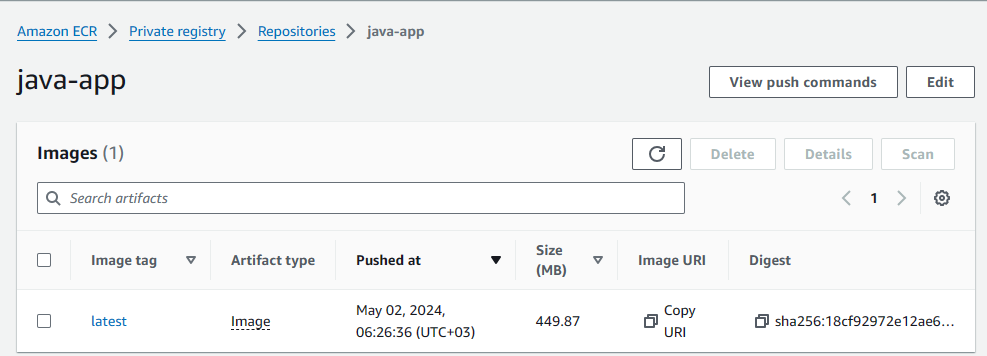 Amazon ECR > Private registry > Repositories > java-app
java-app
View push commands
Edit
Images (1)
Delete
Details
Scan
Search artifacts
1
Image tag
Artifact type
Pushed at
Size
(MB)
Image URI
Digest
latest
Image
May 02, 2024,
06:26:36 (UTC+03)
449.87
Copy
URI
sha256:18cf92972e12ae6...